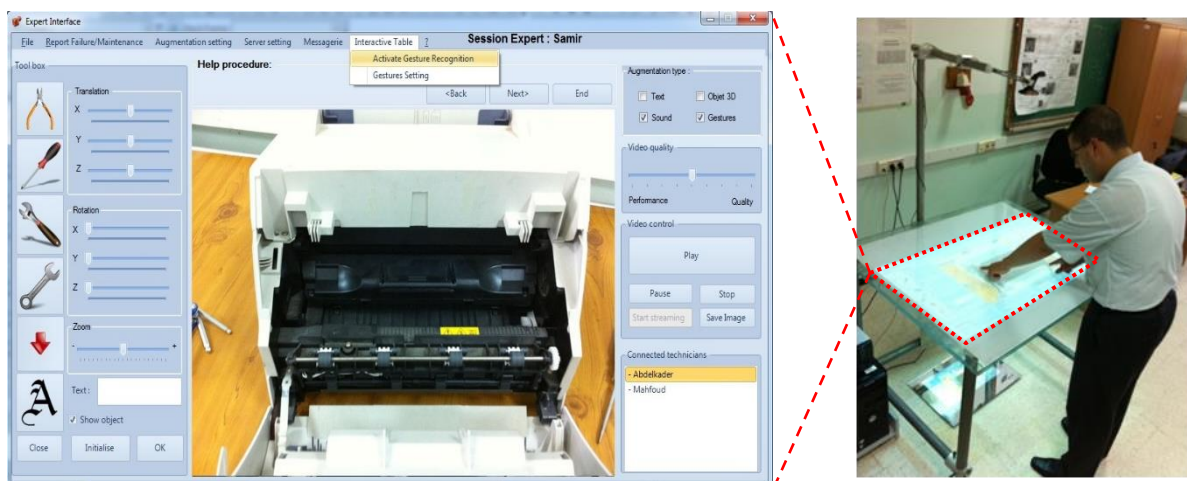 Expert Interface
File Report Failure/Maintenance Augmentation setting Server setting Messagerie Interactive Table ? Session Expert : Samir
Activate Gesture Recognition
Gestures Setting
Tool box
Help procedure:
<Back Next> End
Translation
X
Y
Z
Rotation
X
Y
Z
Zoom
- +
A
Text :
Show object
Close Initialise OK
Augmentation type :
Text Objet 3D
Sound Gestures
Video quality
Performance Quality
Video control
Play
Pause Stop
Start streaming Save Image
Connected technicians
- Abdelkader
- Mahfoud